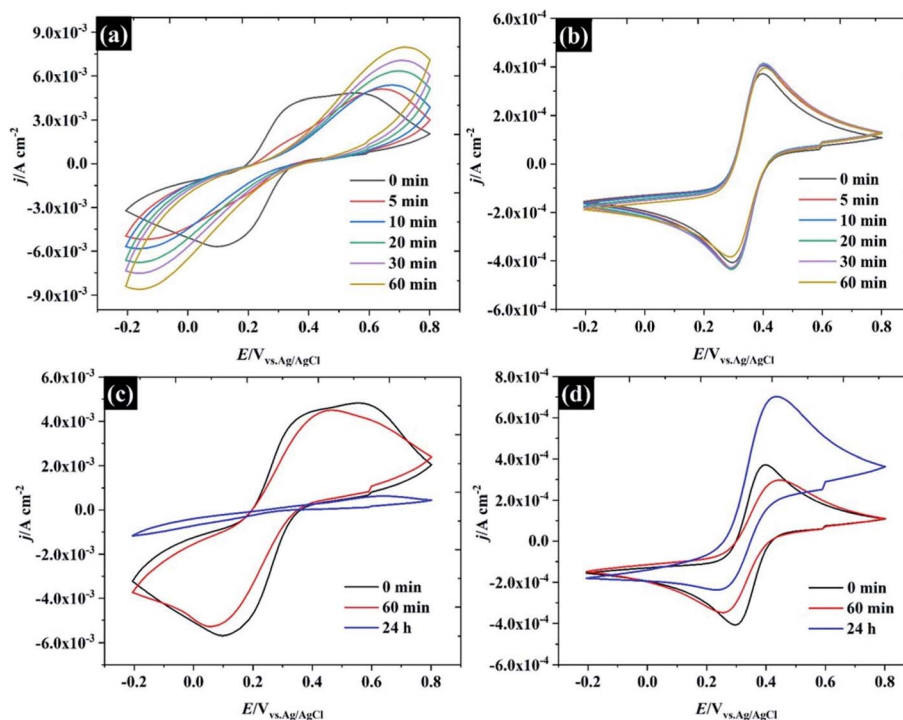 (a)
9.0x10⁻³
6.0x10⁻³
3.0x10⁻³
0.0
-3.0x10⁻³
-6.0x10⁻³
-9.0x10⁻³
j/A cm⁻²
0 min
5 min
10 min
20 min
30 min
60 min
-0.2 0.0 0.2 0.4 0.6 0.8
E/V vs.Ag/AgCl
(b)
6.0x10⁻⁴
4.0x10⁻⁴
2.0x10⁻⁴
0.0
-2.0x10⁻⁴
-4.0x10⁻⁴
-6.0x10⁻⁴
j/A cm⁻²
0 min
5 min
10 min
20 min
30 min
60 min
-0.2 0.0 0.2 0.4 0.6 0.8
E/V vs.Ag/AgCl
(c)
6.0x10⁻³
4.0x10⁻³
2.0x10⁻³
0.0
-2.0x10⁻³
-4.0x10⁻³
-6.0x10⁻³
j/A cm⁻²
0 min
60 min
24 h
-0.2 0.0 0.2 0.4 0.6 0.8
E/V vs.Ag/AgCl
(d)
8.0x10⁻⁴
6.0x10⁻⁴
4.0x10⁻⁴
2.0x10⁻⁴
0.0
-2.0x10⁻⁴
-4.0x10⁻⁴
-6.0x10⁻⁴
j/A cm⁻²
0 min
60 min
24 h
-0.2 0.0 0.2 0.4 0.6 0.8
E/V vs.Ag/AgCl